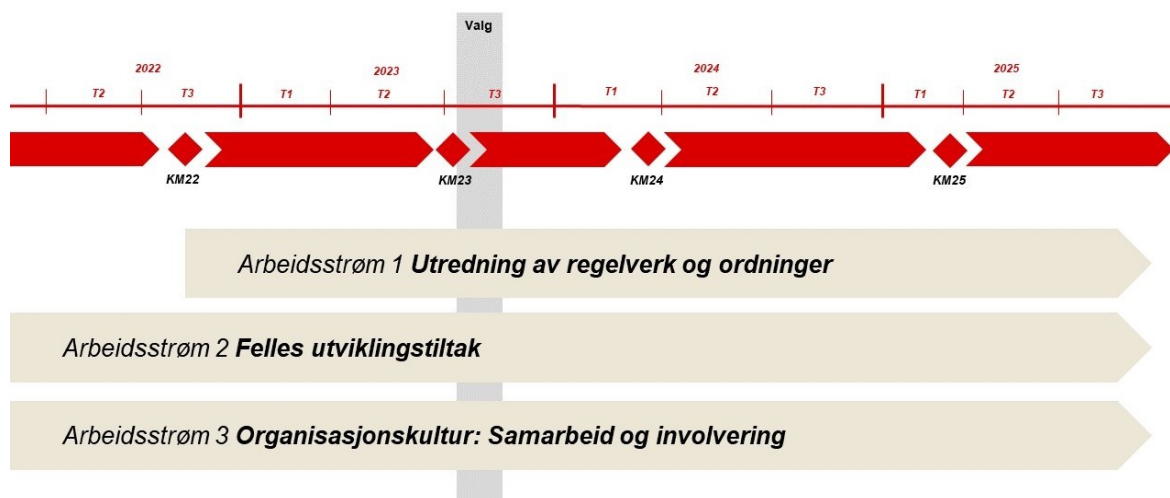 Valg
2022
2023
2024
2025
T2 T3 T1 T2 T3 T1 T2 T3 T1 T2 T3
KM22 KM23 KM24 KM25
Arbeidsstrøm 1 Utredning av regelverk og ordninger
Arbeidsstrøm 2 Felles utviklingstiltak
Arbeidsstrøm 3 Organisasjonskultur: Samarbeid og involvering